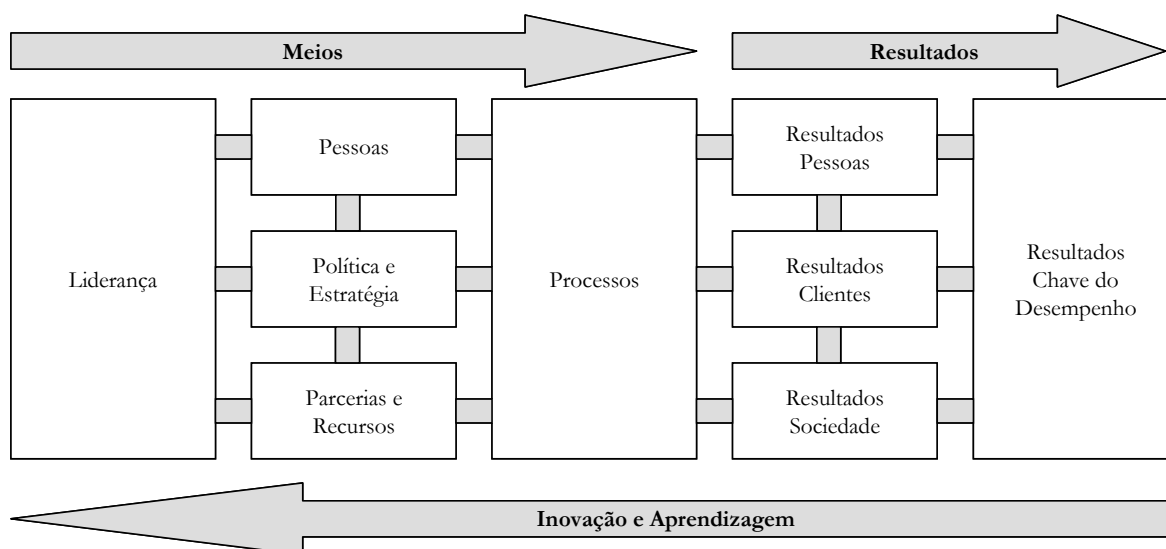 Meios
Resultados
Liderança
Pessoas
Política e
Estratégia
Parcerias e
Recursos
Processos
Resultados
Pessoas
Resultados
Clientes
Resultados
Sociedade
Resultados
Chave do
Desempenho
Inovação e Aprendizagem